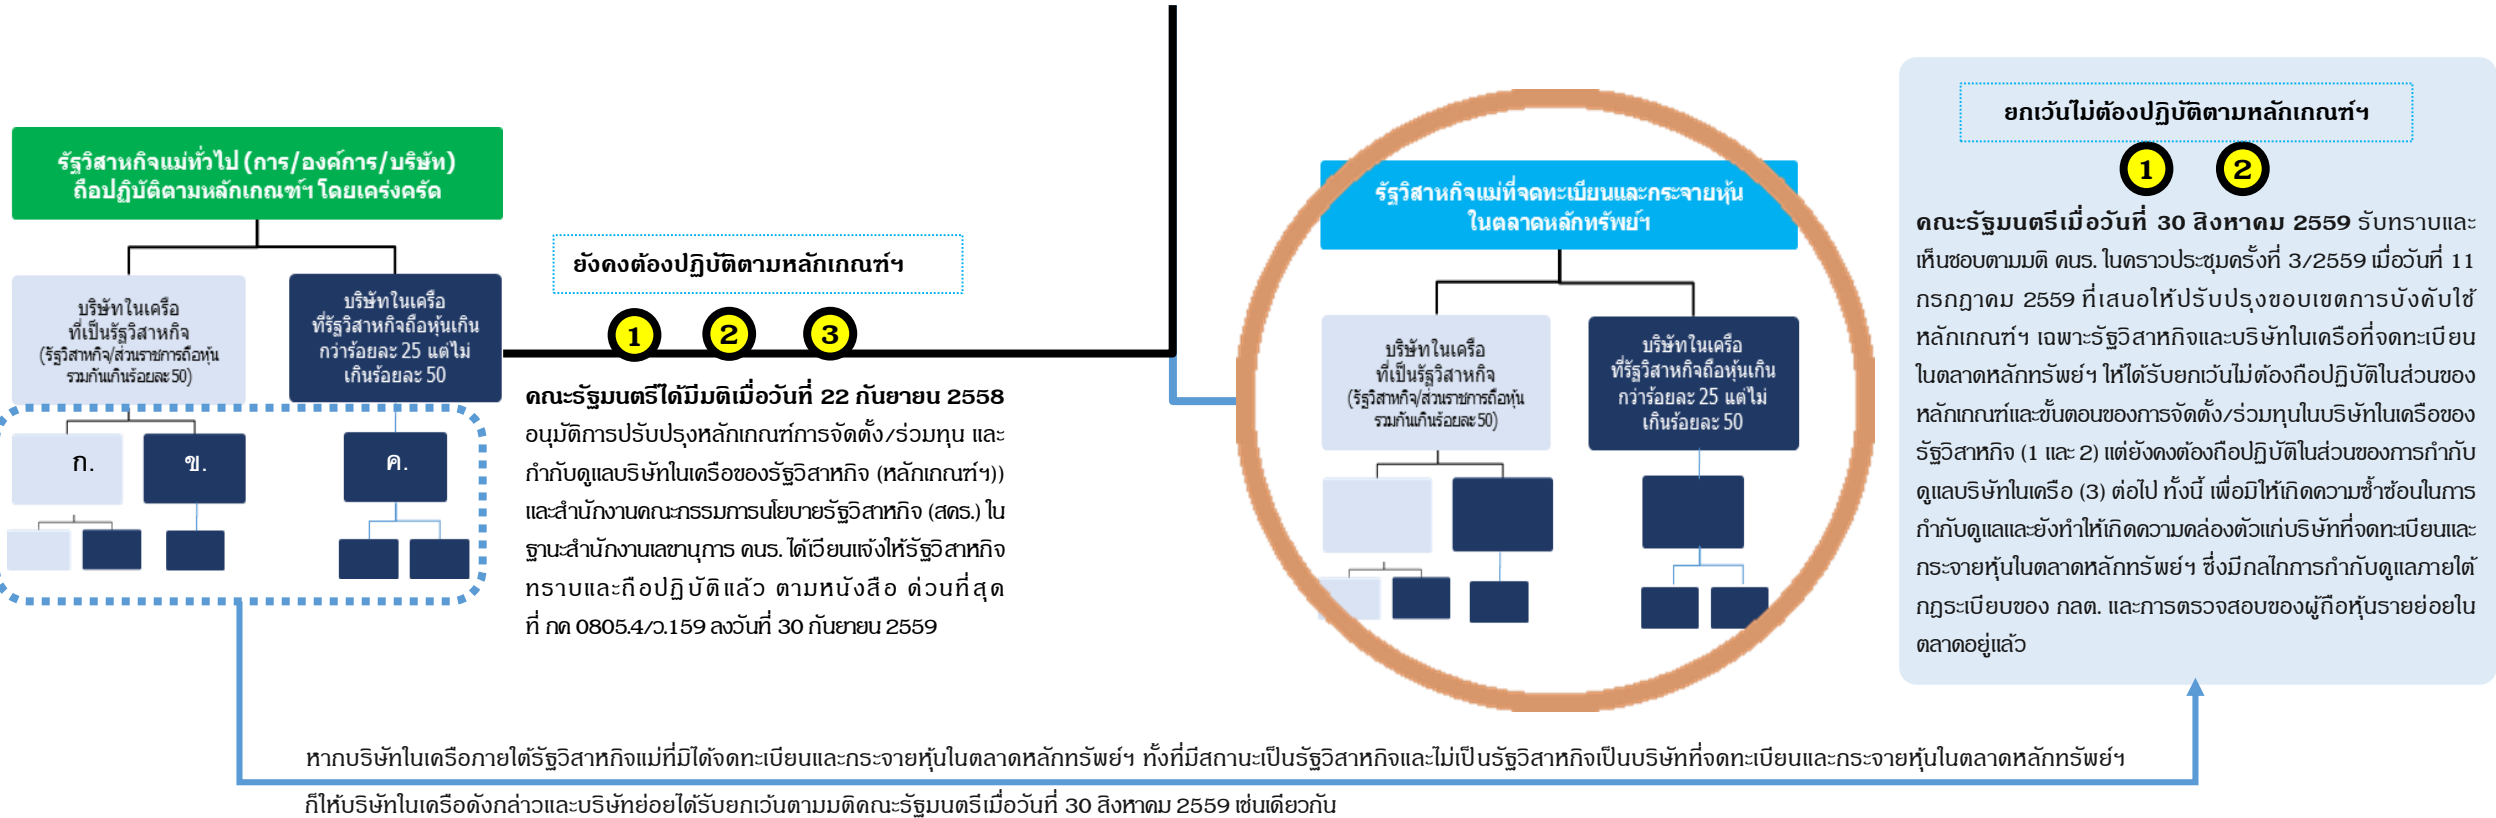 รัฐวิสาหกิจแม่ทั่วไป (การ/องค์การ/บริษัท)
ถือปฏิบัติตามหลักเกณฑ์ฯ โดยเคร่งครัด
บริษัทในเครือ
ที่เป็นรัฐวิสาหกิจ
(รัฐวิสาหกิจ/ส่วนราชการถือหุ้น
รวมกันเกินร้อยละ 50)
บริษัทในเครือ
ที่รัฐวิสาหกิจถือหุ้นเกิน
กว่าร้อยละ 25 แต่ไม่
เกินร้อยละ 50
ก.
ข.
ค.
ยังคงต้องปฏิบัติตามหลักเกณฑ์ฯ
1
2
3
คณะรัฐมนตรีได้มีมติเมื่อวันที่ 22 กันยายน 2558
อนุมัติการปรับปรุงหลักเกณฑ์การจัดตั้ง/ร่วมทุน และ
กำกับดูแลบริษัทในเครือของรัฐวิสาหกิจ (หลักเกณฑ์ฯ))
และสำนักงานคณะกรรมการนโยบายรัฐวิสาหกิจ (สคร.) ใน
ฐานะสำนักงานเลขานุการ คนร. ได้เวียนแจ้งให้รัฐวิสาหกิจ
ทราบและถือปฏิบัติแล้ว ตามหนังสือ ด่วนที่สุด
ที่ กค 0805.4/ว.159 ลงวันที่ 30 กันยายน 2559
รัฐวิสาหกิจแม่ที่จดทะเบียนและกระจายหุ้น
ในตลาดหลักทรัพย์ฯ
บริษัทในเครือ
ที่เป็นรัฐวิสาหกิจ
(รัฐวิสาหกิจ/ส่วนราชการถือหุ้น
รวมกันเกินร้อยละ 50)
บริษัทในเครือ
ที่รัฐวิสาหกิจถือหุ้นเกิน
กว่าร้อยละ 25 แต่ไม่
เกินร้อยละ 50
ยกเว้นไม่ต้องปฏิบัติตามหลักเกณฑ์ฯ
1
2
คณะรัฐมนตรีเมื่อวันที่ 30 สิงหาคม 2559 รับทราบและ
เห็นชอบตามมติ คนร. ในคราวประชุมครั้งที่ 3/2559 เมื่อวันที่ 11
กรกฎาคม 2559 ที่เสนอให้ปรับปรุงขอบเขตการบังคับใช้
หลักเกณฑ์ฯ เฉพาะรัฐวิสาหกิจและบริษัทในเครือที่จดทะเบียน
ในตลาดหลักทรัพย์ฯ ให้ได้รับยกเว้นไม่ต้องถือปฏิบัติในส่วนของ
หลักเกณฑ์และขั้นตอนของการจัดตั้ง/ร่วมทุนในบริษัทในเครือของ
รัฐวิสาหกิจ (1 และ 2) แต่ยังคงต้องถือปฏิบัติในส่วนของการกำกับ
ดูแลบริษัทในเครือ (3) ต่อไป ทั้งนี้ เพื่อมิให้เกิดความซ้ำซ้อนในการ
กำกับดูแลและยังทำให้เกิดความคล่องตัวแก่บริษัทที่จดทะเบียนและ
กระจายหุ้นในตลาดหลักทรัพย์ฯ ซึ่งมีกลไกการกำกับดูแลภายใต้
กฎระเบียบของ กลต. และการตรวจสอบของผู้ถือหุ้นรายย่อยใน
ตลาดอยู่แล้ว
หากบริษัทในเครือภายใต้รัฐวิสาหกิจแม่ที่มิได้จดทะเบียนและกระจายหุ้นในตลาดหลักทรัพย์ฯ ทั้งที่มีสถานะเป็นรัฐวิสาหกิจและไม่เป็นรัฐวิสาหกิจเป็นบริษัทที่จดทะเบียนและกระจายหุ้นในตลาดหลักทรัพย์ฯ
ก็ให้บริษัทในเครือดังกล่าวและบริษัทย่อยได้รับยกเว้นตามมติคณะรัฐมนตรีเมื่อวันที่ 30 สิงหาคม 2559 เช่นเดียวกัน